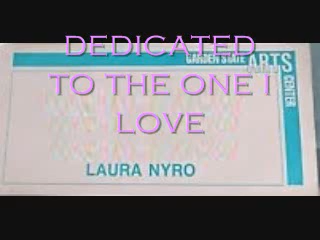 DEDICATED
TO THE ONE I
LOVE
GARDEN STATE
ARTS
CENTER
LAURA NYRO